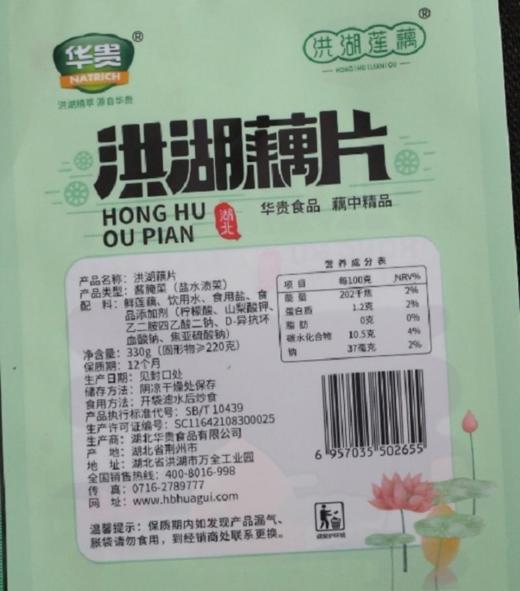 华贵®
NATRICH
洪湖精萃 源自华贵
洪湖莲藕®
HONG HU LIAN OU
洪湖藕片
HONG HU
OU PIAN
湖北
华贵食品 藕中精品
产品名称：洪湖藕片
产品类型：酱腌菜（盐水渍菜）
配 料：鲜莲藕、饮用水、食用盐、食
品添加剂（柠檬酸、山梨酸钾、
乙二胺四乙酸二钠、D-异抗坏
血酸钠、焦亚硫酸钠）
净含量：330g（固形物≥220克）
保质期：12个月
生产日期：见封口处
储存方法：阴凉干燥处保存
食用方法：开袋滤水后炒食
产品执行标准代号：SB/T 10439
生产许可证编号：SC11642108300025
生产商：湖北华贵食品有限公司
产 地：湖北省荆州市
地 址：湖北省洪湖市万全工业园
全国销售热线：400-8016-998
传 真：0716-2789777
网 址：www.hbhuagui.com
温馨提示：保质期内如发现产品漏气、
胀袋请勿食用，到经销商处联系更换。
营养成分表
项目 每100克 NRV%
能量 202千焦 2%
蛋白质 1.2克 2%
脂肪 0克 0%
碳水化合物 10.5克 4%
钠 37毫克 2%
6 957035 502655